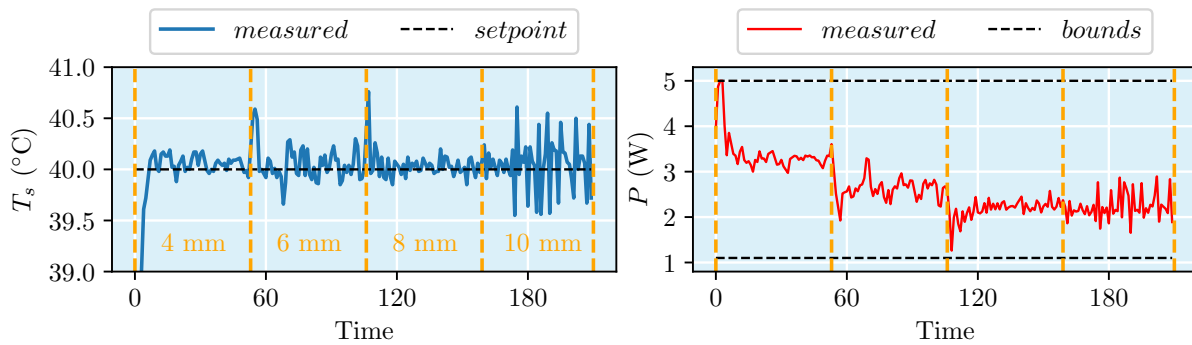 measured setpoint
41.0
40.5
40.0
39.5
39.0
T_s (°C)
4 mm 6 mm 8 mm 10 mm
0 60 120 180
Time
measured bounds
5
4
3
2
1
P (W)
0 60 120 180
Time